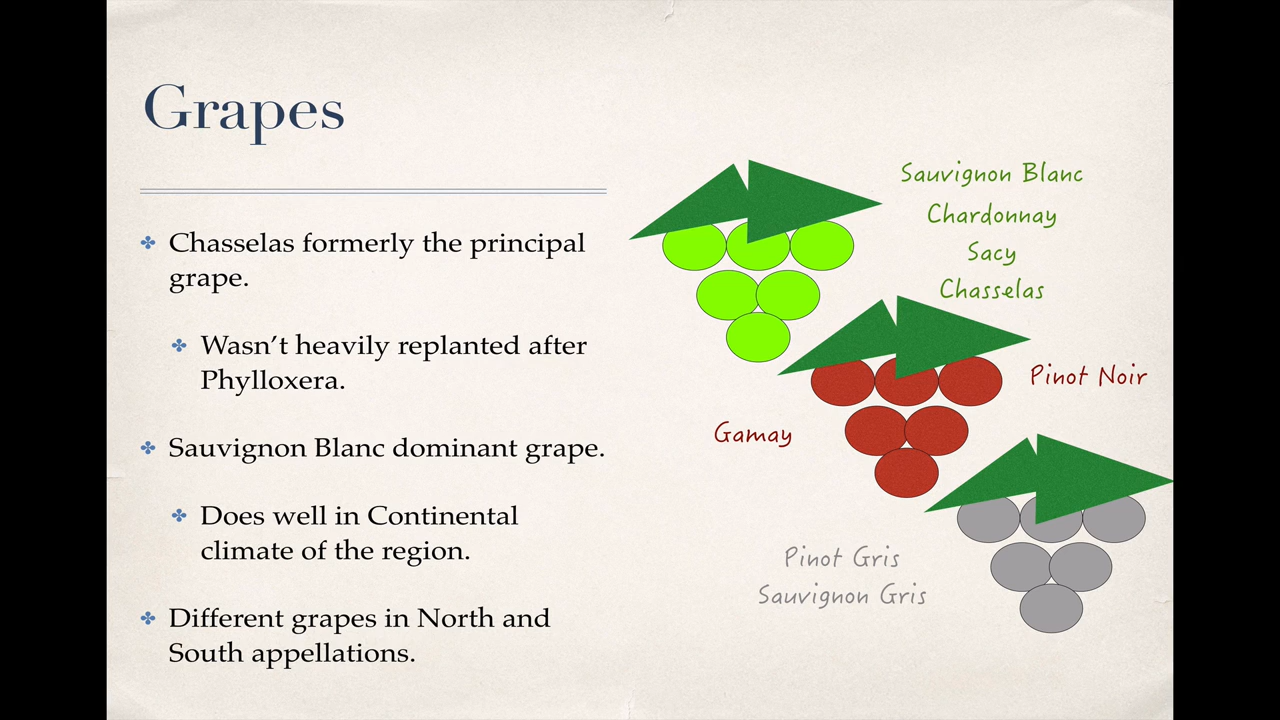 Grapes
Chasselas formerly the principal
grape.
Wasn't heavily replanted after
Phylloxera.
Sauvignon Blanc dominant grape.
Does well in Continental
climate of the region.
Different grapes in North and
South appellations.
Sauvignon Blanc
Chardonnay
Sacy
Chasselas
Pinot Noir
Gamay
Pinot Gris
Sauvignon Gris